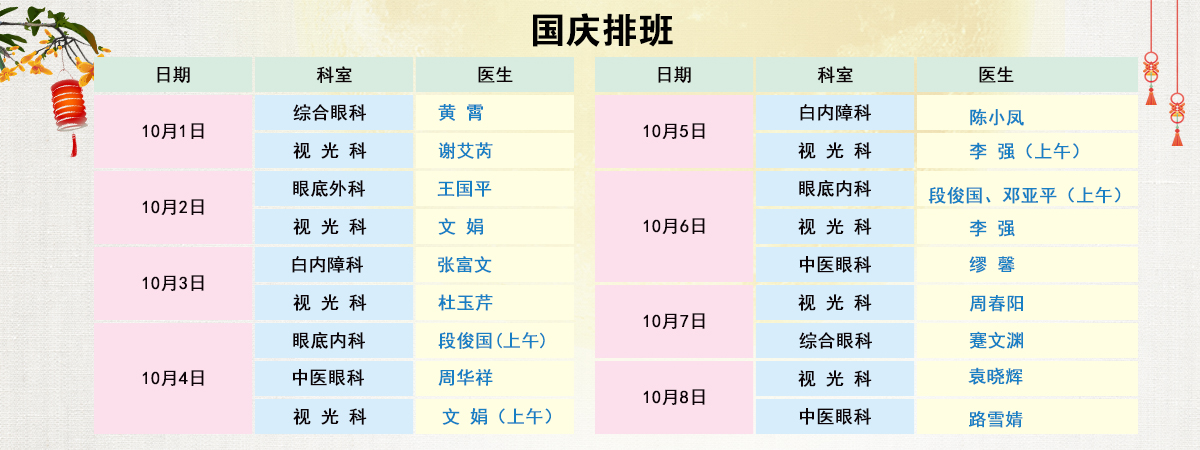 国庆排班
日期 科室 医生
10月1日 综合眼科 黄 霄
视 光 科 谢艾芮
10月2日 眼底外科 王国平
视 光 科 文 娟
10月3日 白内障科 张富文
视 光 科 杜玉芹
10月4日 眼底内科 段俊国(上午)
中医眼科 周华祥
视 光 科 文 娟（上午）
日期 科室 医生
10月5日 白内障科 陈小凤
视 光 科 李 强（上午）
10月6日 眼底内科 段俊国、邓亚平（上午）
视 光 科 李 强
中医眼科 缪 馨
10月7日 视 光 科 周春阳
综合眼科 蹇文渊
10月8日 视 光 科 袁晓辉
中医眼科 路雪婧